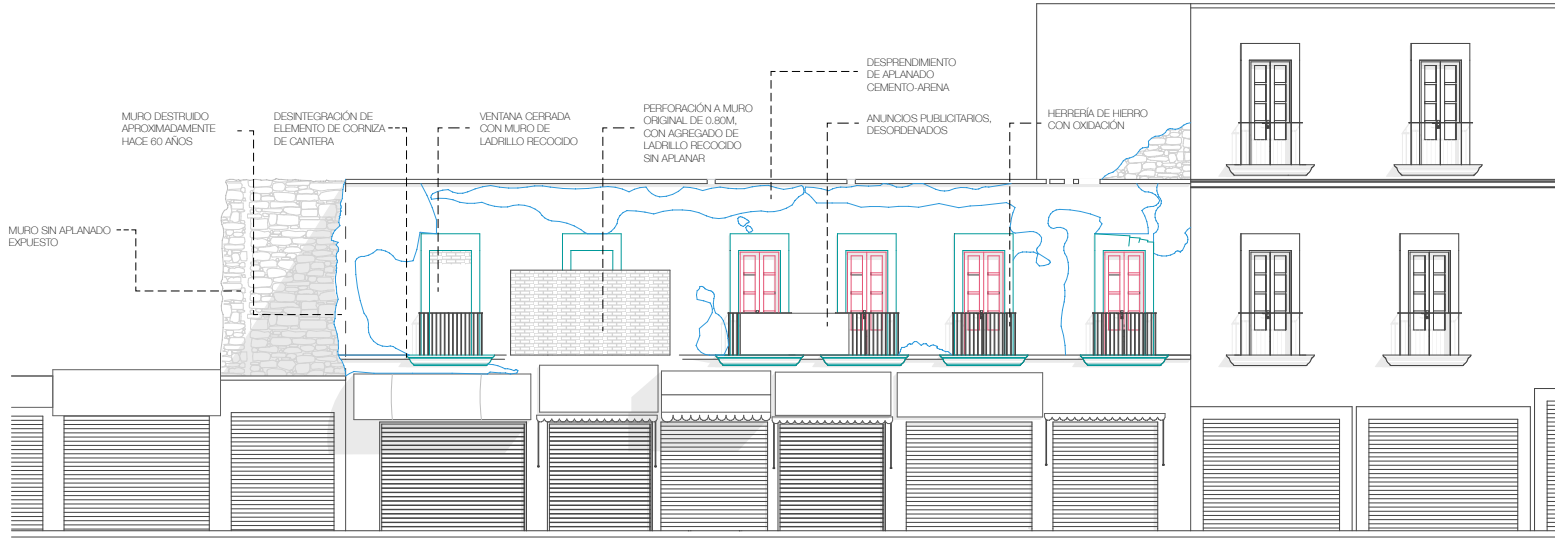 MURO DESTRUIDO
APROXIMADAMENTE
HACE 60 AÑOS
DESINTEGRACIÓN DE
ELEMENTO DE CORNIZA
DE CANTERA
VENTANA CERRADA
CON MURO DE
LADRILLO RECOCIDO
PERFORACIÓN A MURO
ORIGINAL DE 0.80M,
CON AGREGADO DE
LADRILLO RECOCIDO
SIN APLANAR
DESPRENDIMIENTO
DE APLANADO
CEMENTO-ARENA
ANUNCIOS PUBLICITARIOS,
DESORDENADOS
HERRERÍA DE HIERRO
CON OXIDACIÓN
MURO SIN APLANADO
EXPUESTO